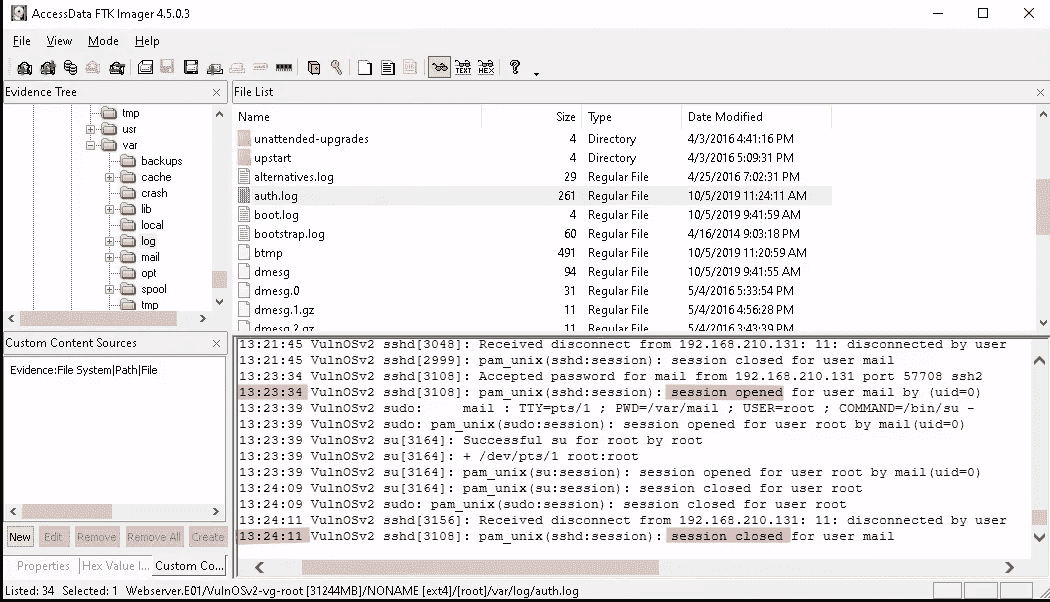 AccessData FTK Imager 4.5.0.3
File View Mode Help
Evidence Tree
tmp
usr
var
backups
cache
crash
lib
local
log
mail
opt
spool
tmp
File List
Name Size Type Date Modified
unattended-upgrades 4 Directory 4/3/2016 4:41:16 PM
upstart 4 Directory 4/3/2016 5:09:31 PM
alternatives.log 29 Regular File 4/25/2016 7:02:31 PM
auth.log 261 Regular File 10/5/2019 11:24:11 AM
boot.log 4 Regular File 10/5/2019 9:41:59 AM
bootstrap.log 60 Regular File 4/16/2014 9:03:18 PM
btmp 491 Regular File 10/5/2019 11:20:59 AM
dmesg 94 Regular File 10/5/2019 9:41:55 AM
dmesg.0 31 Regular File 5/4/2016 5:33:54 PM
dmesg.1.gz 11 Regular File 5/4/2016 4:56:28 PM
dmesg.2.gz 11 Regular File 5/4/2016 3:43:39 PM
Custom Content Sources
Evidence:File System|Path|File
New Edit Remove Remove All Create
Properties Hex Value I... Custom Co...
13:21:45 VulnOSv2 sshd[3048]: Received disconnect from 192.168.210.131: 11: disconnected by user
13:21:45 VulnOSv2 sshd[2999]: pam_unix(sshd:session): session closed for user mail
13:23:34 VulnOSv2 sshd[3108]: Accepted password for mail from 192.168.210.131 port 57708 ssh2
13:23:34 VulnOSv2 sshd[3108]: pam_unix(sshd:session): session opened for user mail by (uid=0)
13:23:39 VulnOSv2 sudo: mail : TTY=pts/1 ; PWD=/var/mail ; USER=root ; COMMAND=/bin/su -
13:23:39 VulnOSv2 sudo: pam_unix(sudo:session): session opened for user root by mail(uid=0)
13:23:39 VulnOSv2 su[3164]: Successful su for root by root
13:23:39 VulnOSv2 su[3164]: + /dev/pts/1 root:root
13:23:39 VulnOSv2 su[3164]: pam_unix(su:session): session opened for user root by mail(uid=0)
13:24:09 VulnOSv2 su[3164]: pam_unix(su:session): session closed for user root
13:24:09 VulnOSv2 sudo: pam_unix(sudo:session): session closed for user root
13:24:11 VulnOSv2 sshd[3156]: Received disconnect from 192.168.210.131: 11: disconnected by user
13:24:11 VulnOSv2 sshd[3108]: pam_unix(sshd:session): session closed for user mail
Listed: 34 Selected: 1 Webserver.E01/VulnOSv2-vg-root [31244MB]/NONAME [ext4]/[root]/var/log/auth.log